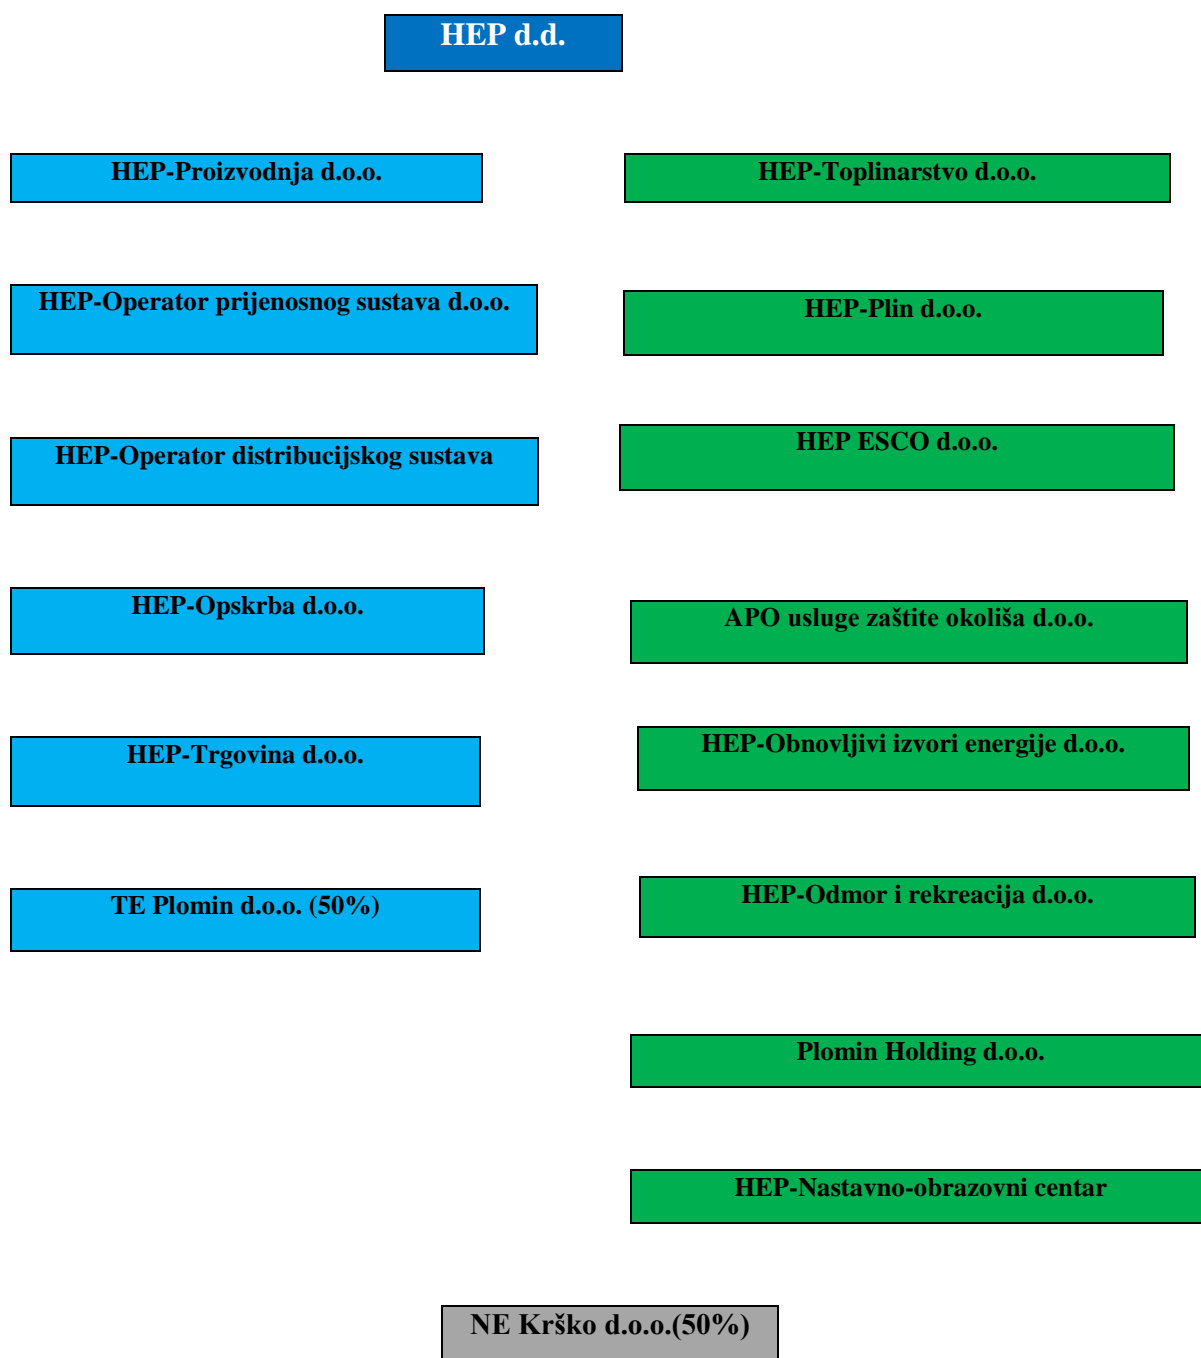 HEP d.d.
HEP-Proizvodnja d.o.o.
HEP-Toplinarstvo d.o.o.
HEP-Operator prijenosnog sustava d.o.o.
HEP-Plin d.o.o.
HEP-Operator distribucijskog sustava
HEP ESCO d.o.o.
HEP-Opskrba d.o.o.
APO usluge zaštite okoliša d.o.o.
HEP-Trgovina d.o.o.
HEP-Obnovljivi izvori energije d.o.o.
TE Plomin d.o.o. (50%)
HEP-Odmor i rekreacija d.o.o.
Plomin Holding d.o.o.
HEP-Nastavno-obrazovni centar
NE Krško d.o.o.(50%)